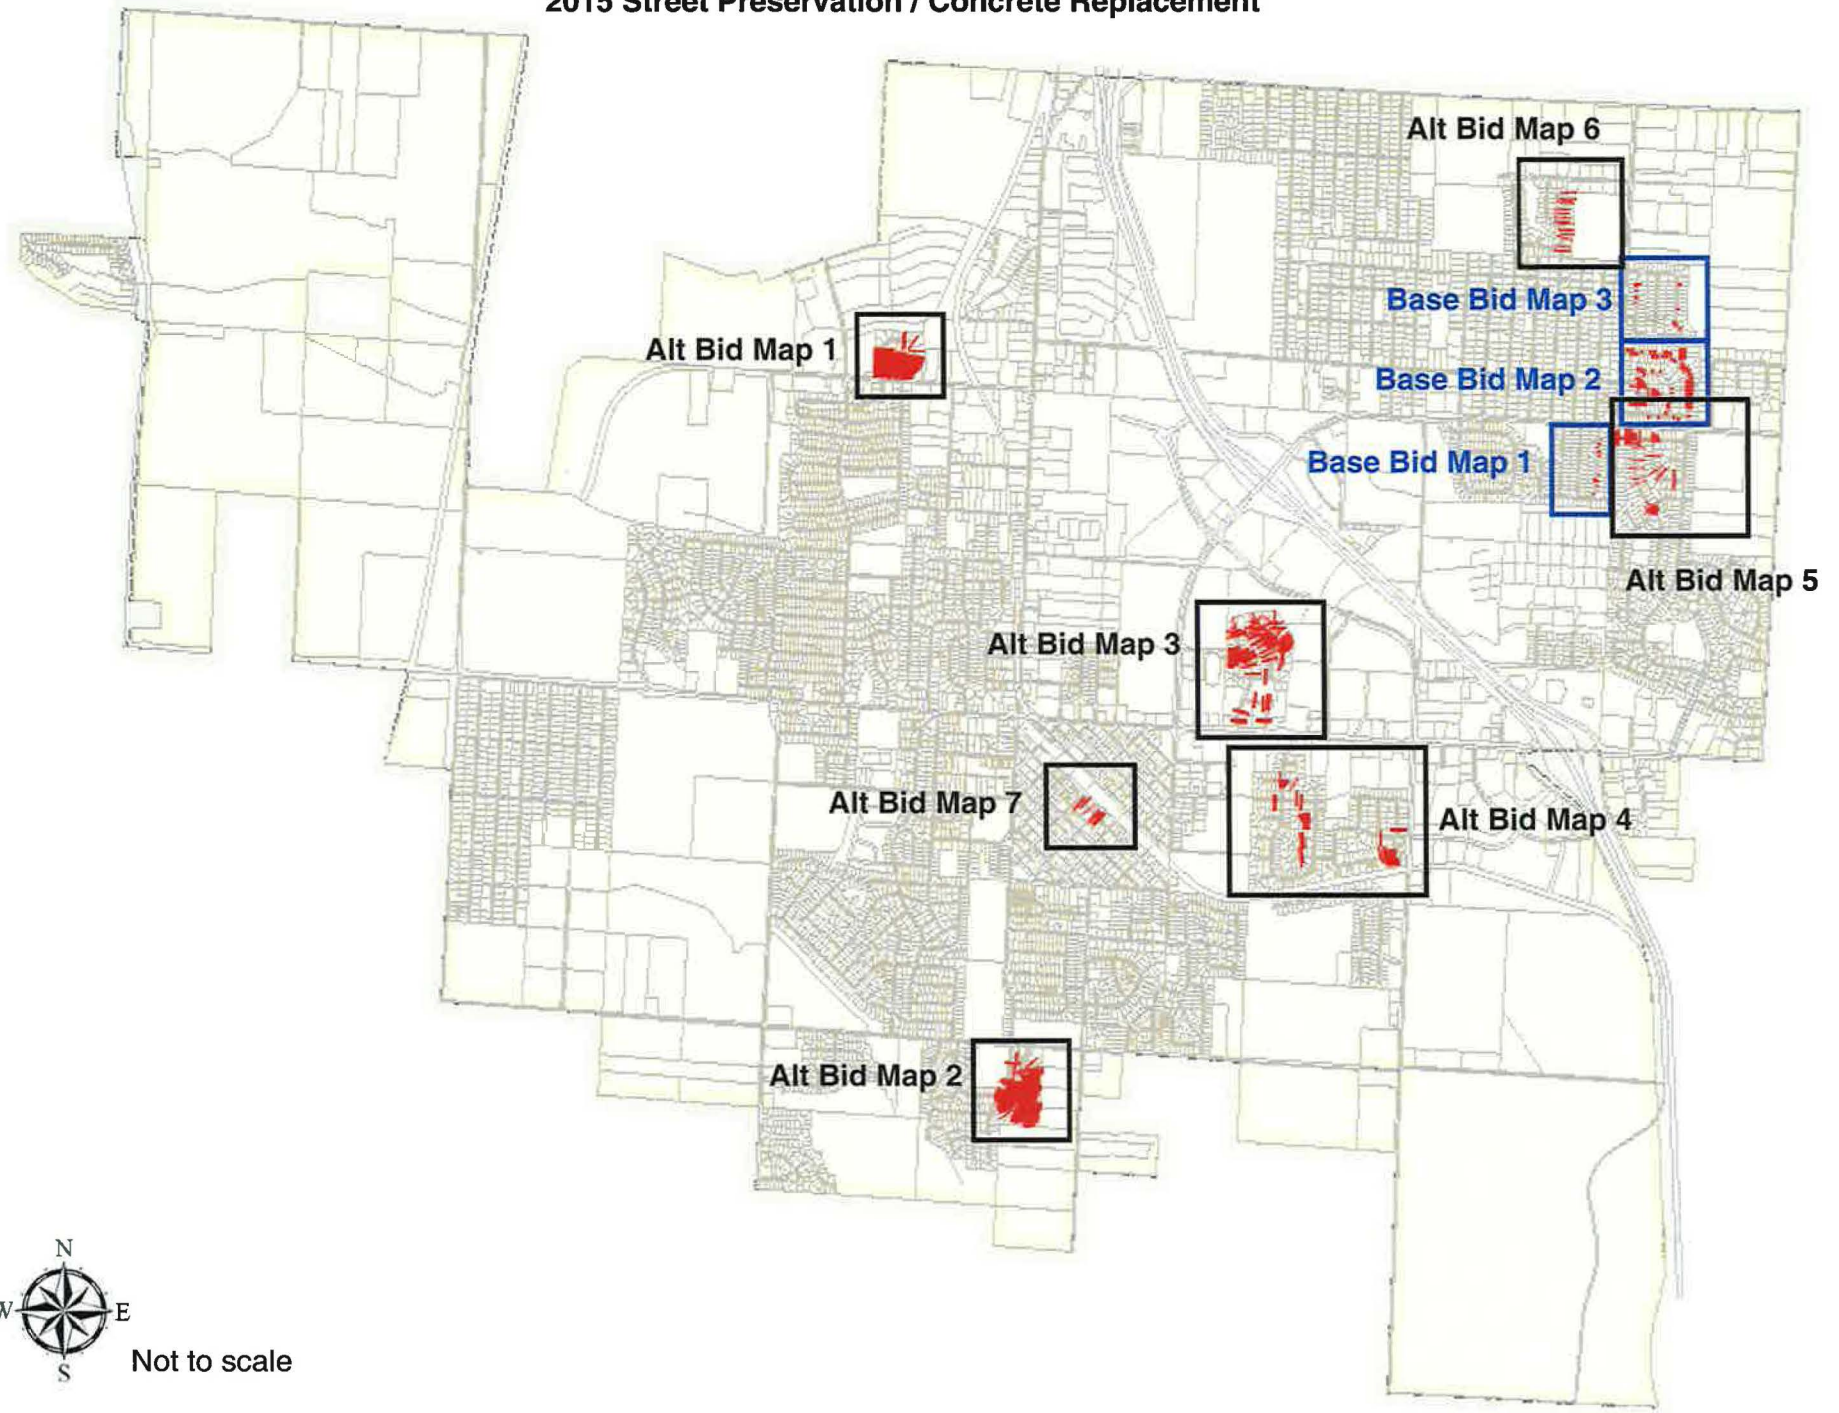 2015 Street Preservation / Concrete Replacement
Alt Bid Map 6
Base Bid Map 3
Alt Bid Map 1
Base Bid Map 2
Base Bid Map 1
Alt Bid Map 5
Alt Bid Map 3
Alt Bid Map 7
Alt Bid Map 4
Alt Bid Map 2
N
W
E
S
Not to scale